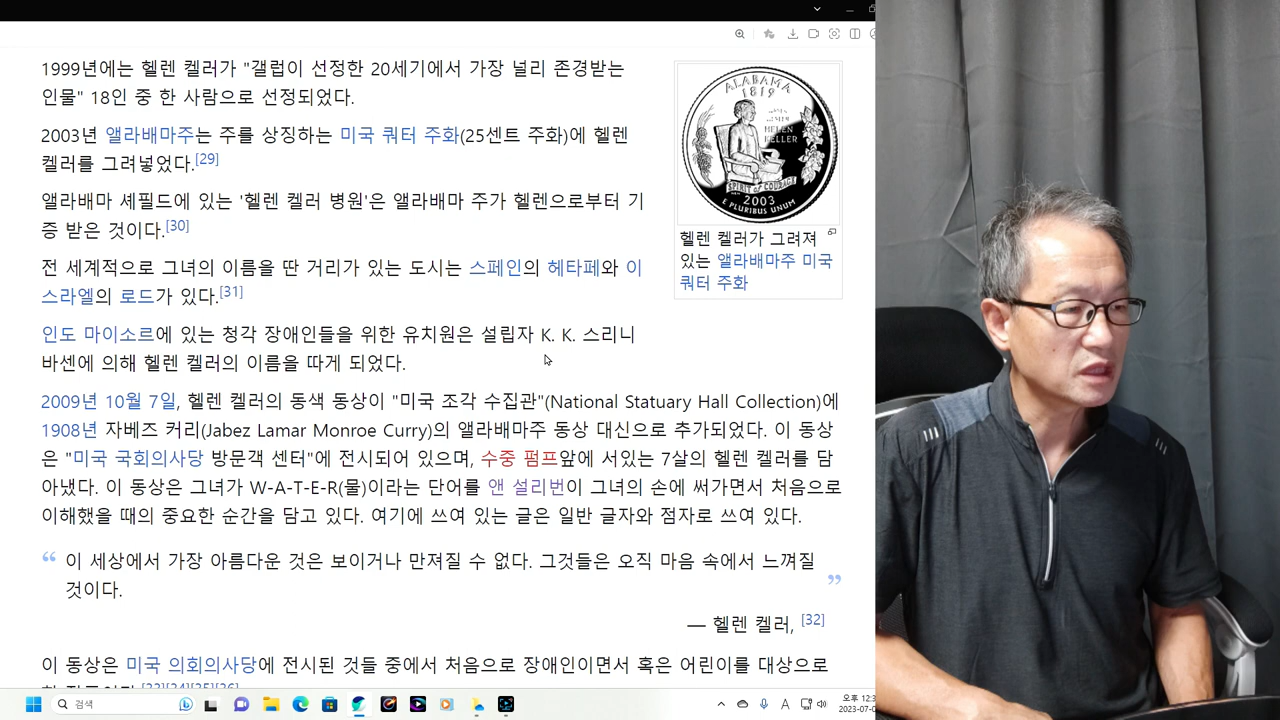 1999년에는 헬렌 켈러가 "갤럽이 선정한 20세기에서 가장 널리 존경받는
인물" 18인 중 한 사람으로 선정되었다.
2003년 앨라배마주는 주를 상징하는 미국 쿼터 주화(25센트 주화)에 헬렌
켈러를 그려넣었다.[29]
앨라배마 셰필드에 있는 '헬렌 켈러 병원'은 앨라배마 주가 헬렌으로부터 기
증 받은 것이다.[30]
전 세계적으로 그녀의 이름을 딴 거리가 있는 도시는 스페인의 헤타페와 이
스라엘의 로드가 있다.[31]
인도 마이소르에 있는 청각 장애인들을 위한 유치원은 설립자 K. K. 스리니
바센에 의해 헬렌 켈러의 이름을 따게 되었다.
ALABAMA
1819
HELEN
KELLER
SPIRIT of COURAGE
2003
E PLURIBUS UNUM
헬렌 켈러가 그려져
있는 앨라배마주 미국
쿼터 주화
2009년 10월 7일, 헬렌 켈러의 동색 동상이 "미국 조각 수집관"(National Statuary Hall Collection)에
1908년 자베즈 커리(Jabez Lamar Monroe Curry)의 앨라배마주 동상 대신으로 추가되었다. 이 동상
은 "미국 국회의사당 방문객 센터"에 전시되어 있으며, 수중 펌프앞에 서있는 7살의 헬렌 켈러를 담
아냈다. 이 동상은 그녀가 W-A-T-E-R(물)이라는 단어를 앤 설리번이 그녀의 손에 써가면서 처음으로
이해했을 때의 중요한 순간을 담고 있다. 여기에 쓰여 있는 글은 일반 글자와 점자로 쓰여 있다.
“ 이 세상에서 가장 아름다운 것은 보이거나 만져질 수 없다. 그것들은 오직 마음 속에서 느껴질
것이다. ”
— 헬렌 켈러, [32]
이 동상은 미국 의회의사당에 전시된 것들 중에서 처음으로 장애인이면서 혹은 어린이를 대상으로
검색
A
오후 12:3
2023-07-0